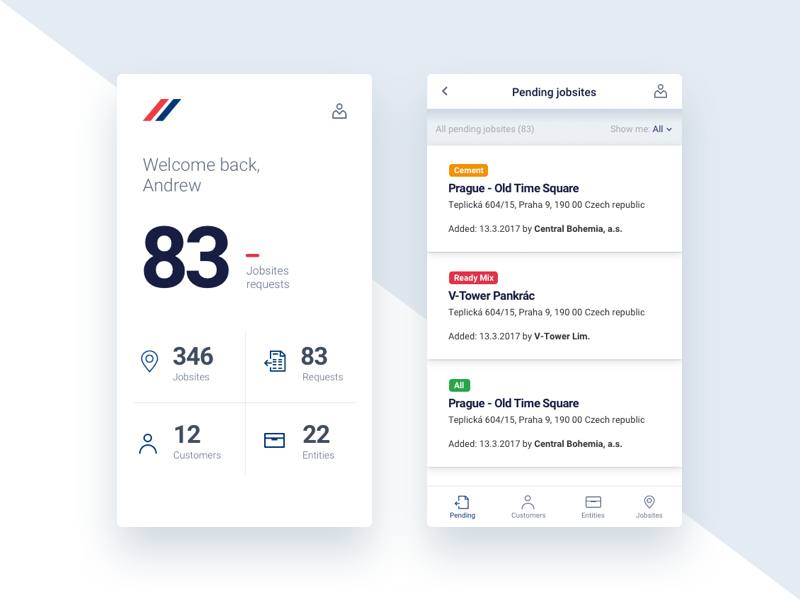 Welcome back,
Andrew
83
Jobsites
requests
346
Jobsites
83
Requests
12
Customers
22
Entities
Pending jobsites
All pending jobsites (83)
Show me: All
Cement
Prague - Old Time Square
Teplická 604/15, Praha 9, 190 00 Czech republic
Added: 13.3.2017 by Central Bohemia, a.s.
Ready Mix
V-Tower Pankrác
Teplická 604/15, Praha 9, 190 00 Czech republic
Added: 13.3.2017 by V-Tower Lim.
All
Prague - Old Time Square
Teplická 604/15, Praha 9, 190 00 Czech republic
Added: 13.3.2017 by Central Bohemia, a.s.
Pending
Customers
Entities
Jobsites